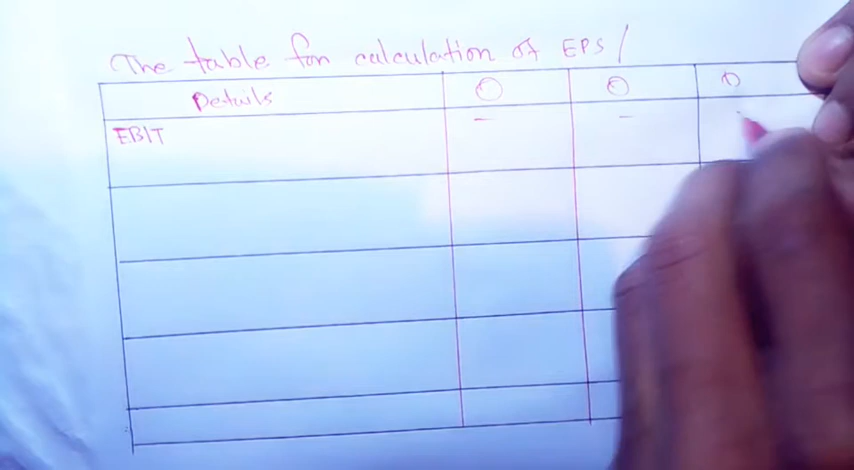 The table for calculation of EPS/
Details
EBIT - -